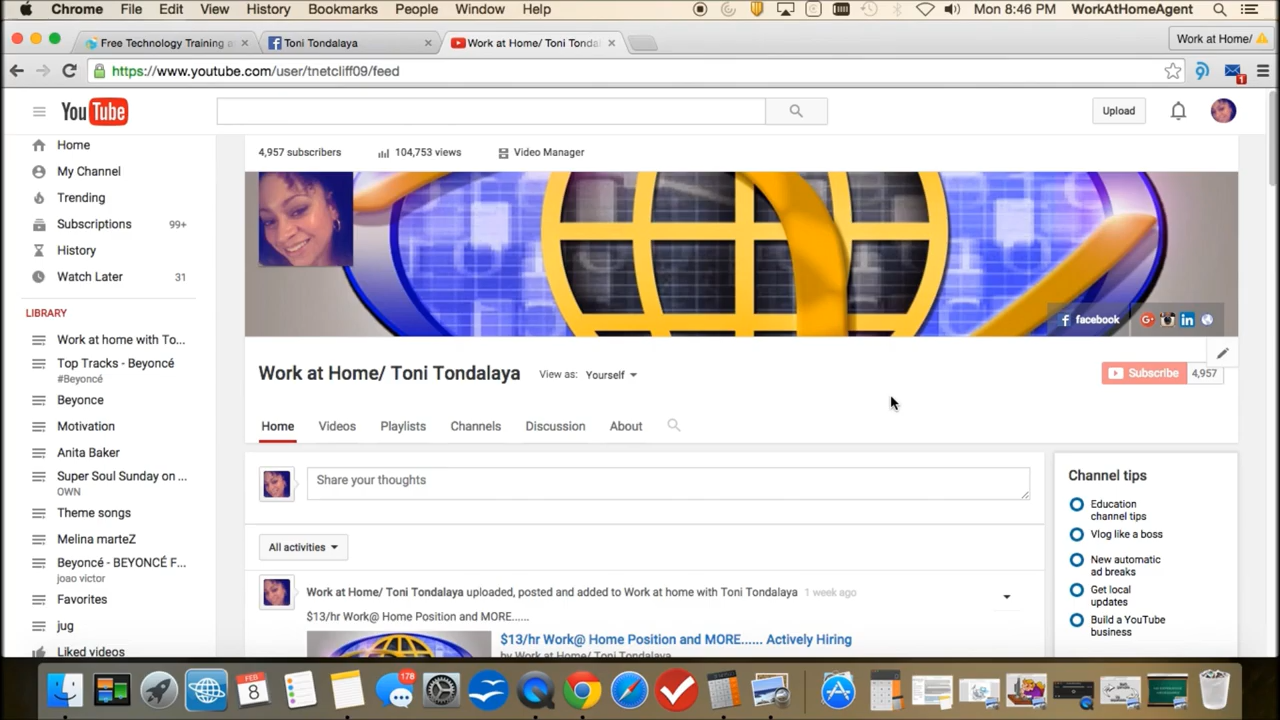 Chrome File Edit View History Bookmarks People Window Help Mon 8:46 PM WorkAtHomeAgent
Free Technology Training a
Toni Tondalaya
Work at Home/ Toni Tonda
Work at Home/
https://www.youtube.com/user/tnetcliff09/feed
1
YouTube
Upload
Home
My Channel
Trending
Subscriptions 99+
History
Watch Later 31
LIBRARY
Work at home with To...
Top Tracks - Beyoncé
#Beyoncé
Beyonce
Motivation
Anita Baker
Super Soul Sunday on ...
OWN
Theme songs
Melina marteZ
Beyoncé - BEYONCÉ F...
joao victor
Favorites
jug
Liked videos
4,957 subscribers 104,753 views Video Manager
facebook
Work at Home/ Toni Tondalaya View as: Yourself
Subscribe 4,957
Home Videos Playlists Channels Discussion About
Share your thoughts
All activities
Work at Home/ Toni Tondalaya uploaded, posted and added to Work at home with Toni Tondalaya 1 week ago
$13/hr Work@ Home Position and MORE......
$13/hr Work@ Home Position and MORE...... Actively Hiring
by Work at Home/ Toni Tondalaya
Channel tips
Education
channel tips
Vlog like a boss
New automatic
ad breaks
Get local
updates
Build a YouTube
business
FEB
8
178